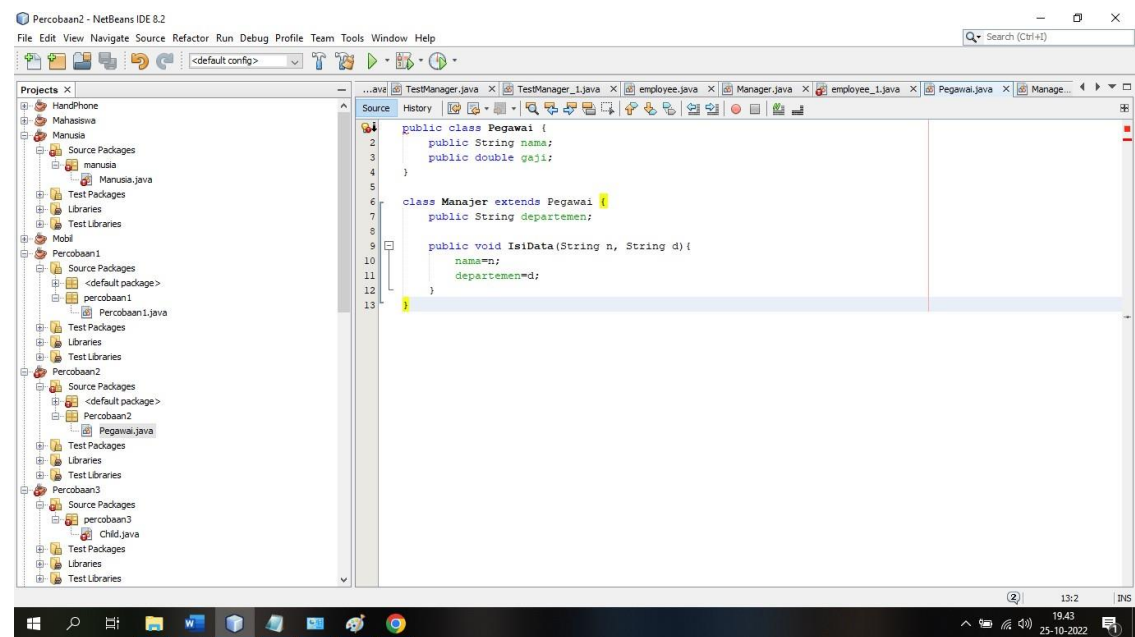 Percobaan2 - NetBeans IDE 8.2
File Edit View Navigate Source Refactor Run Debug Profile Team Tools Window Help
Search (Ctrl+I)
<default config>
Projects
...ava TestManager.java TestManager_1.java employee.java Manager.java employee_1.java Pegawai.java Manage...
Source History
HandPhone
Mahasiswa
Manusia
Source Packages
manusia
Manusia.java
Test Packages
Libraries
Test Libraries
Mobil
Percobaan1
Source Packages
<default package>
percobaan1
Percobaan1.java
Test Packages
Libraries
Test Libraries
Percobaan2
Source Packages
<default package>
Percobaan2
Pegawai.java
Test Packages
Libraries
Test Libraries
Percobaan3
Source Packages
percobaan3
Child.java
Test Packages
Libraries
Test Libraries
public class Pegawai {
2 public String nama;
3 public double gaji;
4 }
5
6 class Manajer extends Pegawai {
7 public String departemen;
8
9 public void IsiData(String n, String d){
10 nama=n;
11 departemen=d;
12 }
13 }
2 13:2 INS
19.43
25-10-2022